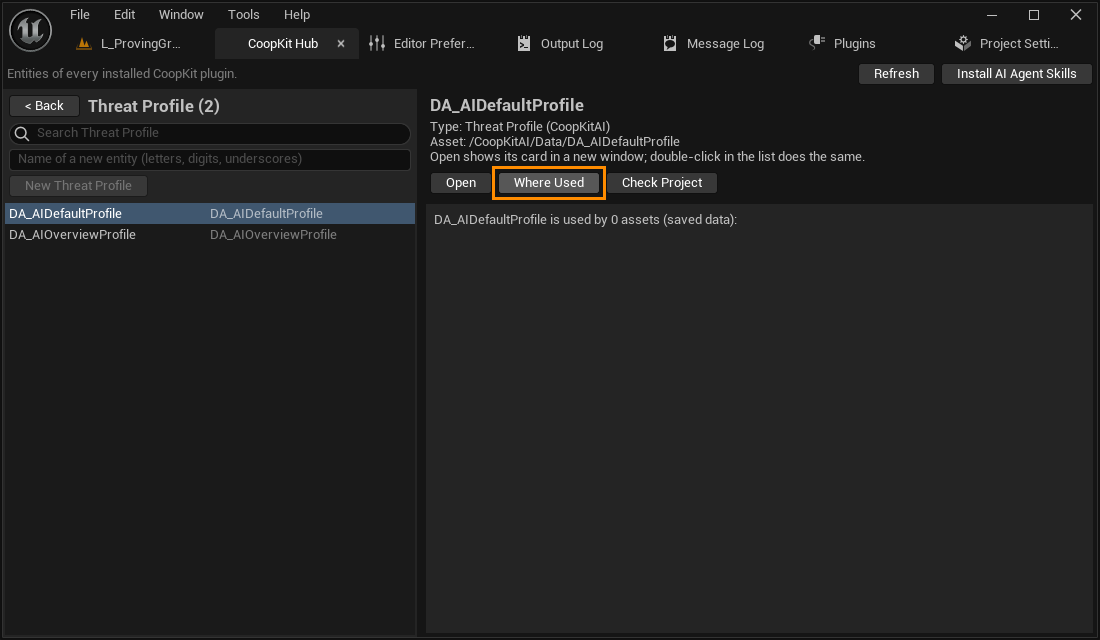 File Edit Window Tools Help
L_ProvingGr... CoopKit Hub Editor Prefer... Output Log Message Log Plugins Project Setti...
Entities of every installed CoopKit plugin. Refresh Install AI Agent Skills
< Back Threat Profile (2)
Search Threat Profile
Name of a new entity (letters, digits, underscores)
New Threat Profile
DA_AIDefaultProfile DA_AIDefaultProfile
DA_AIOverviewProfile DA_AIOverviewProfile
DA_AIDefaultProfile
Type: Threat Profile (CoopKitAI)
Asset: /CoopKitAI/Data/DA_AIDefaultProfile
Open shows its card in a new window; double-click in the list does the same.
Open Where Used Check Project
DA_AIDefaultProfile is used by 0 assets (saved data):